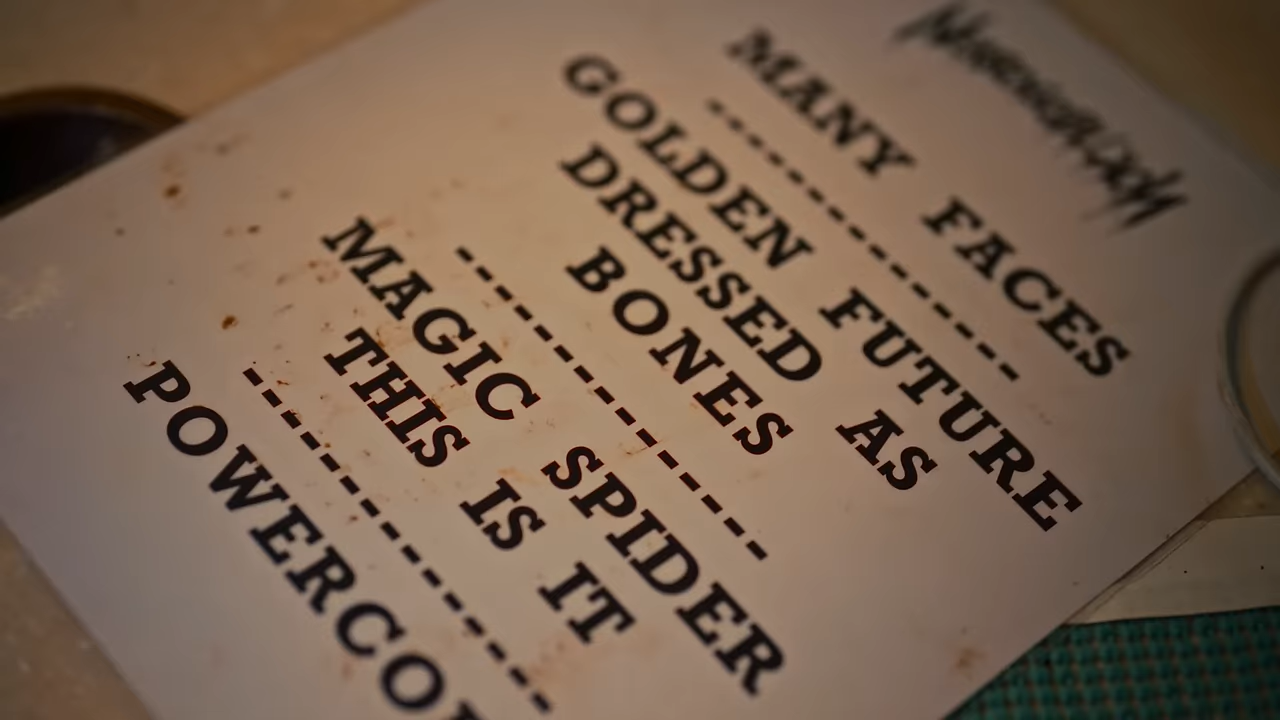 MANY FACES
---------------
GOLDEN FUTURE
DRESSED AS
BONES
---------------
MAGIC SPIDER
THIS IS IT
---------------